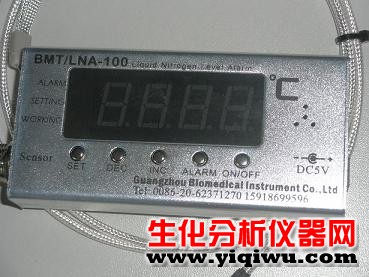 BMT/LNA-100 Liquid Nitrogen Level Alarm
ALARM
SETTING
WORKING
°C
Sensor
SET DEC INC ALARM ON/OFF
DC5V
Guangzhou Biomedical Instrument Co.,Ltd
Tel: 0086-20-62371270 15918699596
生化分析仪器网
www.yiqiwu.com